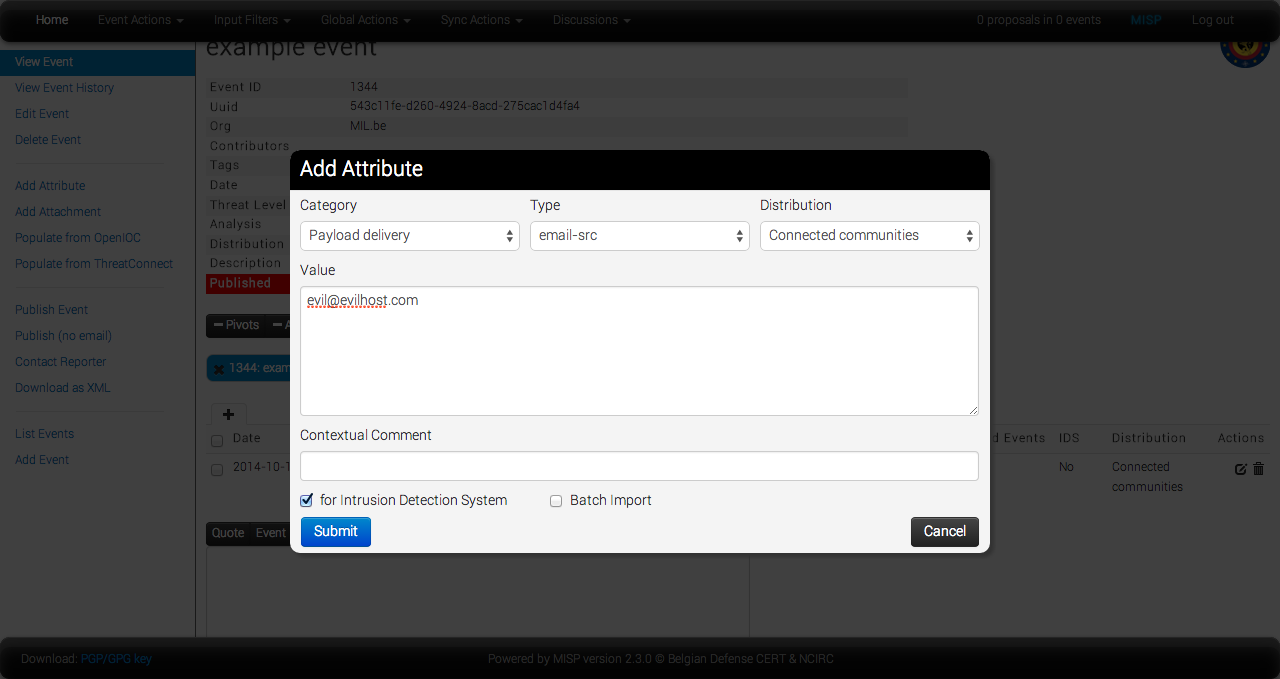 Home Event Actions Input Filters Global Actions Sync Actions Discussions 0 proposals in 0 events MISP Log out
example event
View Event
View Event History
Edit Event
Delete Event
Add Attribute
Add Attachment
Populate from OpenIOC
Populate from ThreatConnect
Publish Event
Publish (no email)
Contact Reporter
Download as XML
List Events
Add Event
Event ID 1344
Uuid 543c11fe-d260-4924-8acd-275cac1d4fa4
Org MIL.be
Contributors
Tags
Date
Threat Level
Analysis
Distribution
Description
Published
Pivots
1344: exam
Add Attribute
Category Type Distribution
Payload delivery email-src Connected communities
Value
evil@evilhost.com
Contextual Comment
for Intrusion Detection System Batch Import
Submit Cancel
Date d Events IDS Distribution Actions
2014-10-1 No Connected
communities
Quote Event
Download: PGP/GPG key Powered by MISP version 2.3.0 © Belgian Defense CERT & NCIRC